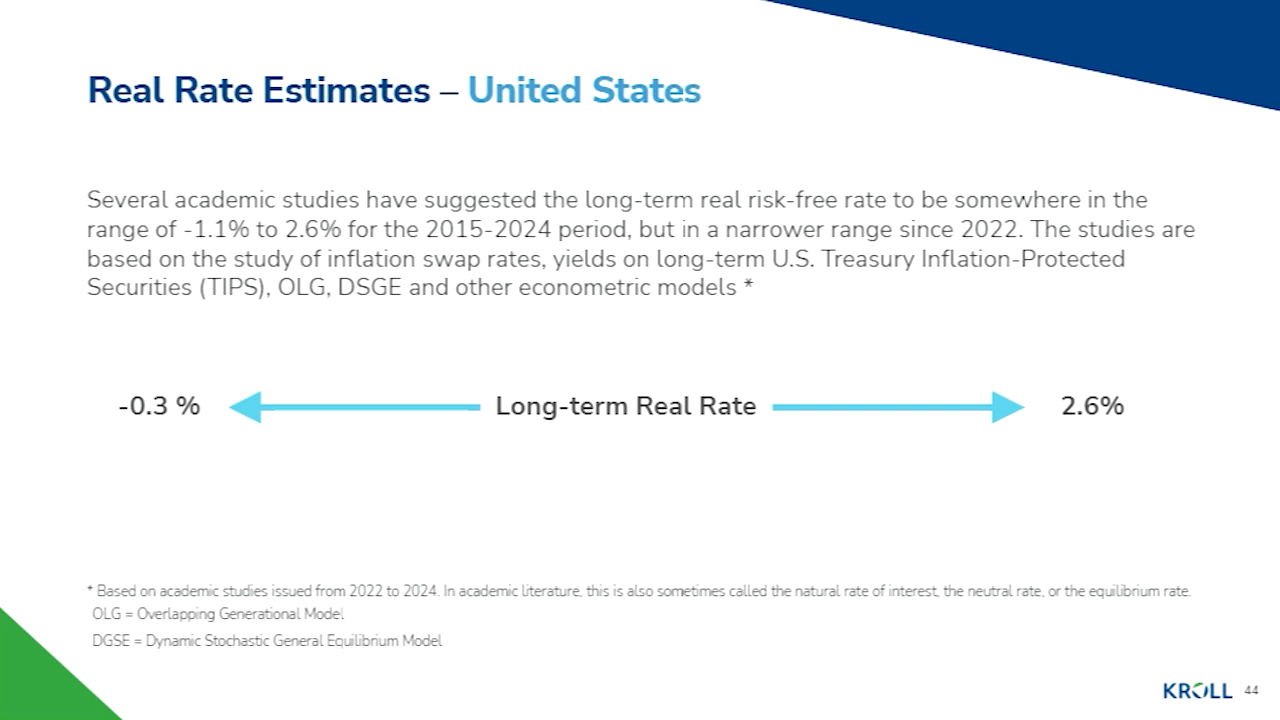 Real Rate Estimates – United States
Several academic studies have suggested the long-term real risk-free rate to be somewhere in the
range of -1.1% to 2.6% for the 2015-2024 period, but in a narrower range since 2022. The studies are
based on the study of inflation swap rates, yields on long-term U.S. Treasury Inflation-Protected
Securities (TIPS), OLG, DSGE and other econometric models *
-0.3 % Long-term Real Rate 2.6%
* Based on academic studies issued from 2022 to 2024. In academic literature, this is also sometimes called the natural rate of interest, the neutral rate, or the equilibrium rate.
OLG = Overlapping Generational Model
DGSE = Dynamic Stochastic General Equilibrium Model
KROLL 44